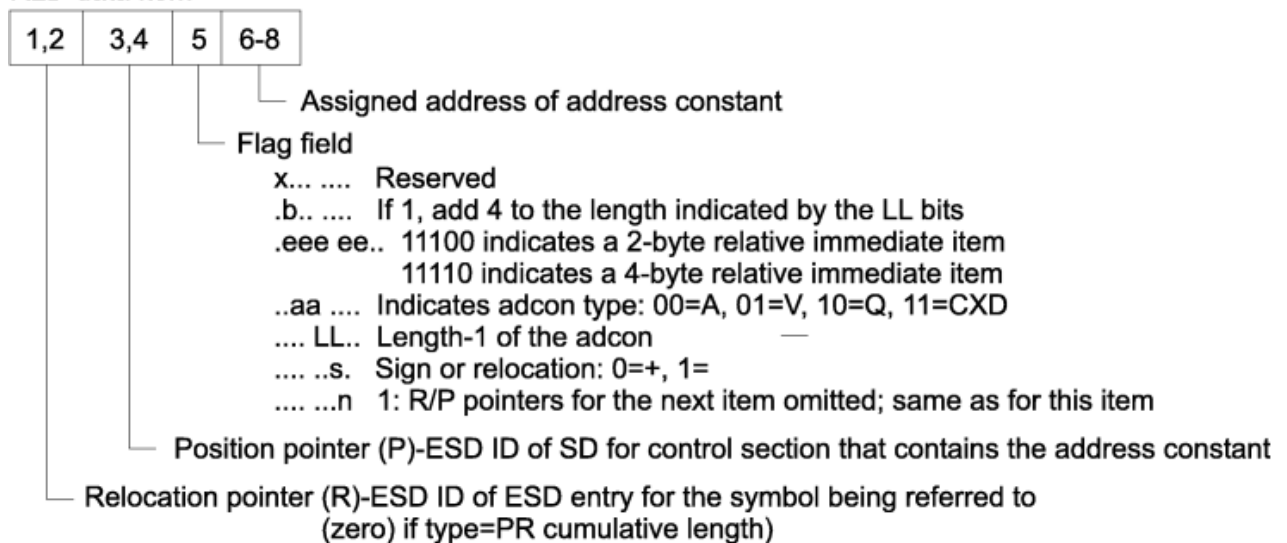 1,2 3,4 5 6-8
Assigned address of address constant
Flag field
x... .... Reserved
.b.. .... If 1, add 4 to the length indicated by the LL bits
.eee ee.. 11100 indicates a 2-byte relative immediate item
11110 indicates a 4-byte relative immediate item
..aa .... Indicates adcon type: 00=A, 01=V, 10=Q, 11=CXD
.... LL.. Length-1 of the adcon
.... ..s. Sign or relocation: 0=+, 1=
.... ...n 1: R/P pointers for the next item omitted; same as for this item
Position pointer (P)-ESD ID of SD for control section that contains the address constant
Relocation pointer (R)-ESD ID of ESD entry for the symbol being referred to
(zero) if type=PR cumulative length)